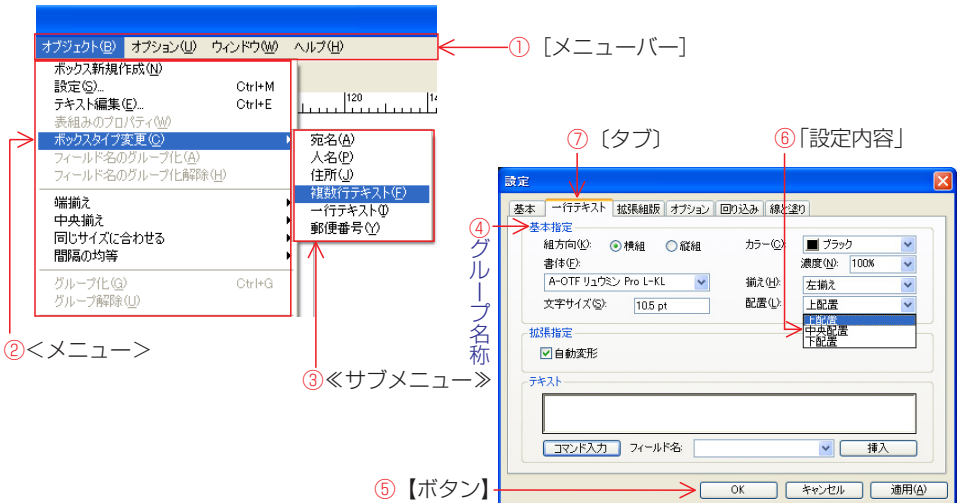 オブジェクト(B) オプション(U) ウィンドウ(W) ヘルプ(H)
① [メニューバー]
ボックス新規作成(N)
設定(S)... Ctrl+M
テキスト編集(E)... Ctrl+E
表組みのプロパティ(W)
ボックスタイプ変更(C)
フィールド名のグループ化(A)
フィールド名のグループ化解除(H)
端揃え
中央揃え
同じサイズに合わせる
間隔の均等
グループ化(G) Ctrl+G
グループ解除(U)
120
宛名(A)
人名(P)
住所(J)
複数行テキスト(F)
一行テキスト(I)
郵便番号(Y)
②<メニュー>
③≪サブメニュー≫
⑦〔タブ〕
⑥「設定内容」
設定
基本 一行テキスト 拡張組版 オプション 回り込み 線と塗り
④グループ名称
基本指定
組方向(K): 横組 縦組 カラー(C): ブラック
書体(F): 濃度(N): 100%
A-OTF リュウミン Pro L-KL 揃え(H): 左揃え
文字サイズ(S): 10.5 pt 配置(L): 上配置
上配置
中央配置
下配置
拡張指定
自動変形
テキスト
コマンド入力 フィールド名: 挿入
⑤【ボタン】
OK キャンセル 適用(A)